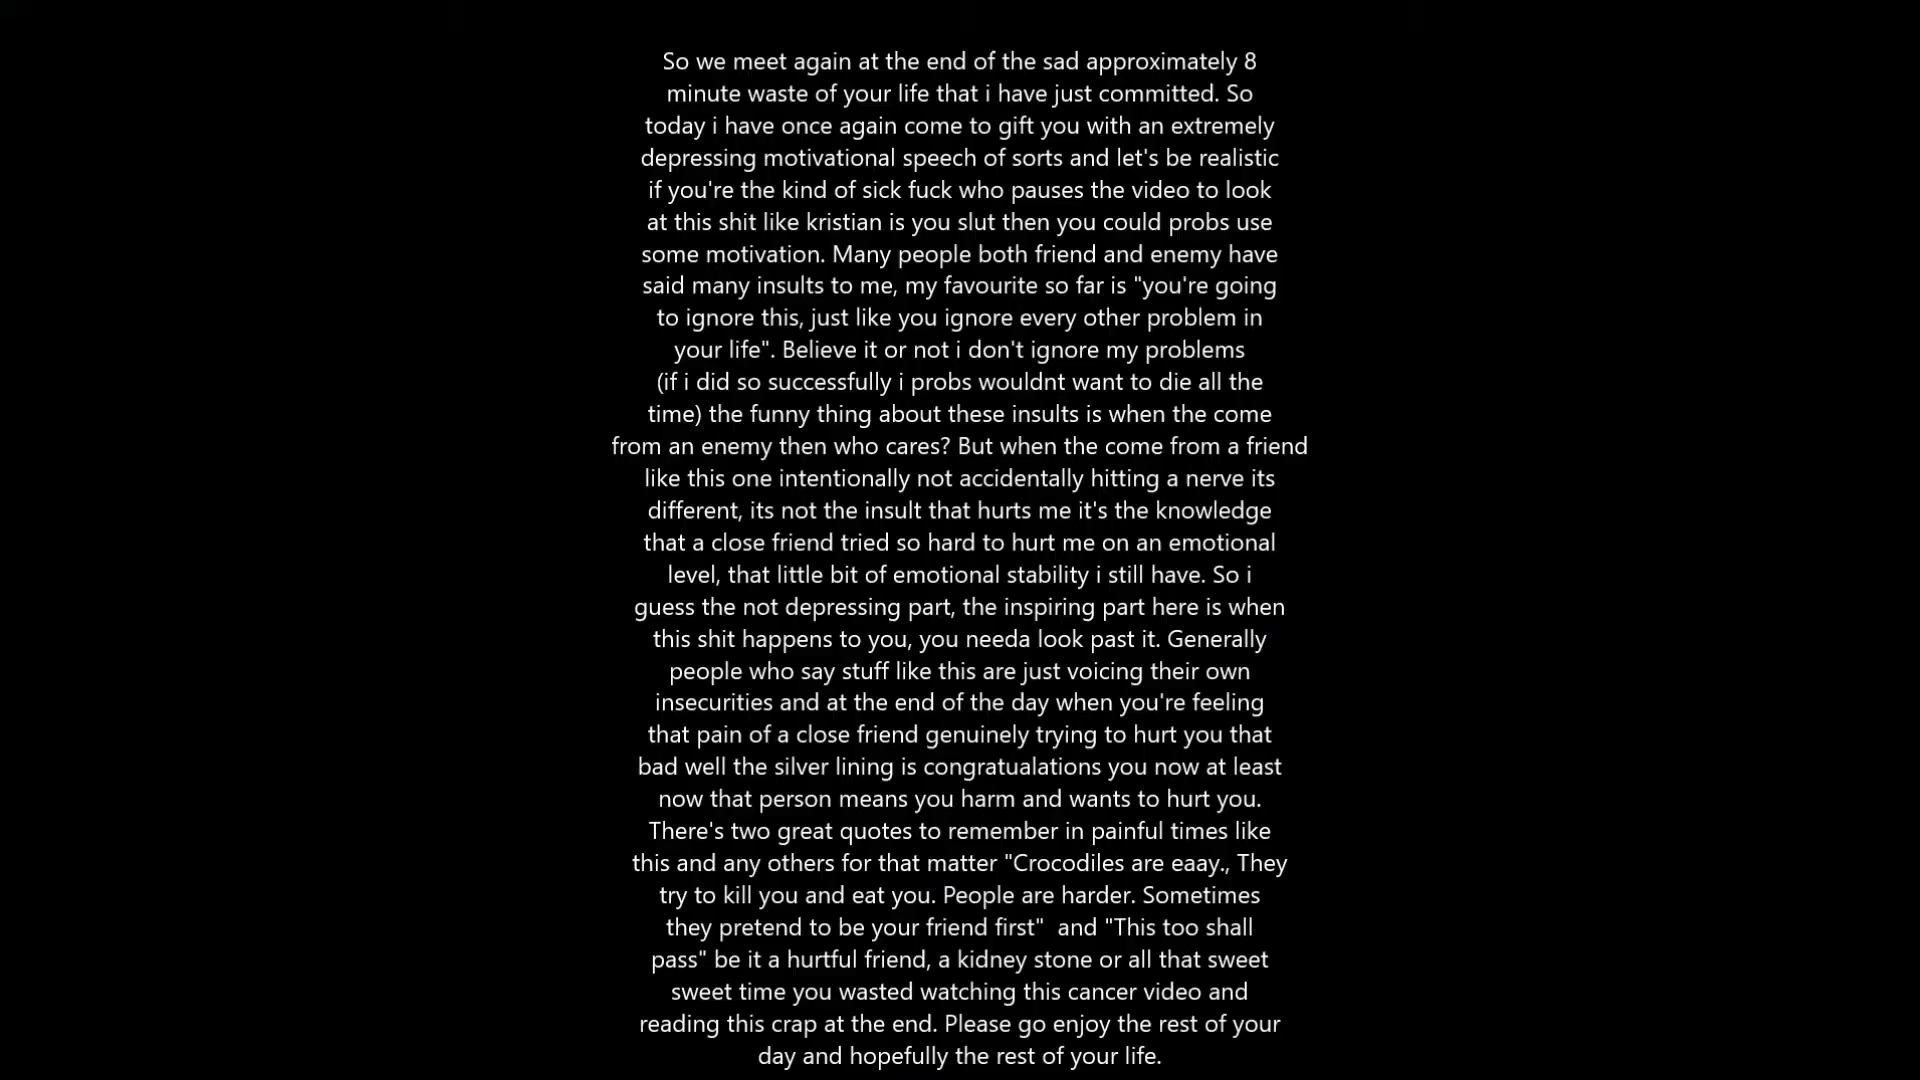 So we meet again at the end of the sad approximately 8
minute waste of your life that i have just committed. So
today i have once again come to gift you with an extremely
depressing motivational speech of sorts and let's be realistic
if you're the kind of sick fuck who pauses the video to look
at this shit like kristian is you slut then you could probs use
some motivation. Many people both friend and enemy have
said many insults to me, my favourite so far is "you're going
to ignore this, just like you ignore every other problem in
your life". Believe it or not i don't ignore my problems
(if i did so successfully i probs wouldnt want to die all the
time) the funny thing about these insults is when the come
from an enemy then who cares? But when the come from a friend
like this one intentionally not accidentally hitting a nerve its
different, its not the insult that hurts me it's the knowledge
that a close friend tried so hard to hurt me on an emotional
level, that little bit of emotional stability i still have. So i
guess the not depressing part, the inspiring part here is when
this shit happens to you, you needa look past it. Generally
people who say stuff like this are just voicing their own
insecurities and at the end of the day when you're feeling
that pain of a close friend genuinely trying to hurt you that
bad well the silver lining is congratualations you now at least
now that person means you harm and wants to hurt you.
There's two great quotes to remember in painful times like
this and any others for that matter "Crocodiles are eaay., They
try to kill you and eat you. People are harder. Sometimes
they pretend to be your friend first"  and "This too shall
pass" be it a hurtful friend, a kidney stone or all that sweet
sweet time you wasted watching this cancer video and
reading this crap at the end. Please go enjoy the rest of your
day and hopefully the rest of your life.